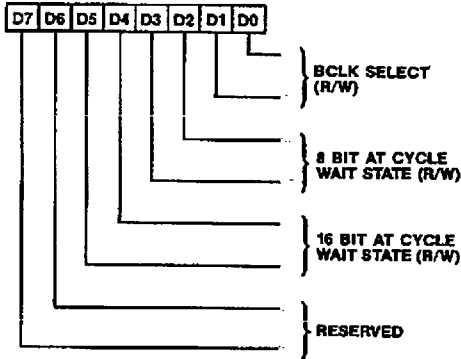 D7 D6 D5 D4 D3 D2 D1 D0
BCLK SELECT
(R/W)
8 BIT AT CYCLE
WAIT STATE (R/W)
16 BIT AT CYCLE
WAIT STATE (R/W)
RESERVED